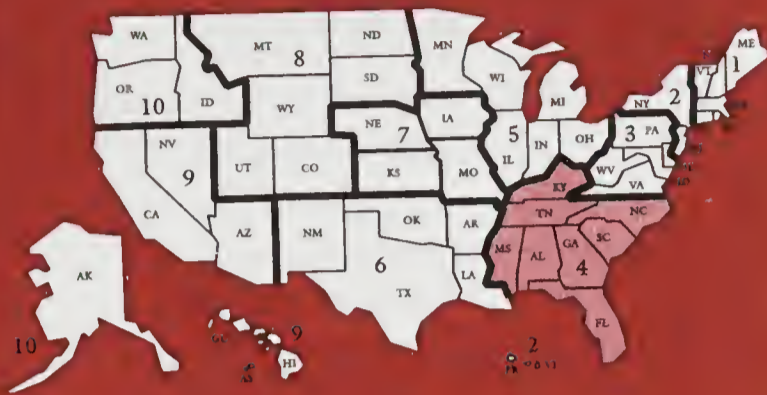 WA
MT
8
ND
MN
ME
VT
1
OR
10
ID
WY
SD
WI
MI
NY
2
NV
9
UT
CO
NE
7
KS
IA
MO
5
IL
IN
OH
3
PA
WV
VA
CA
AZ
NM
OK
AR
KY
TN
NC
MS
AL
GA
SC
4
LA
6
TX
FL
AK
10
9
HI
2
PR